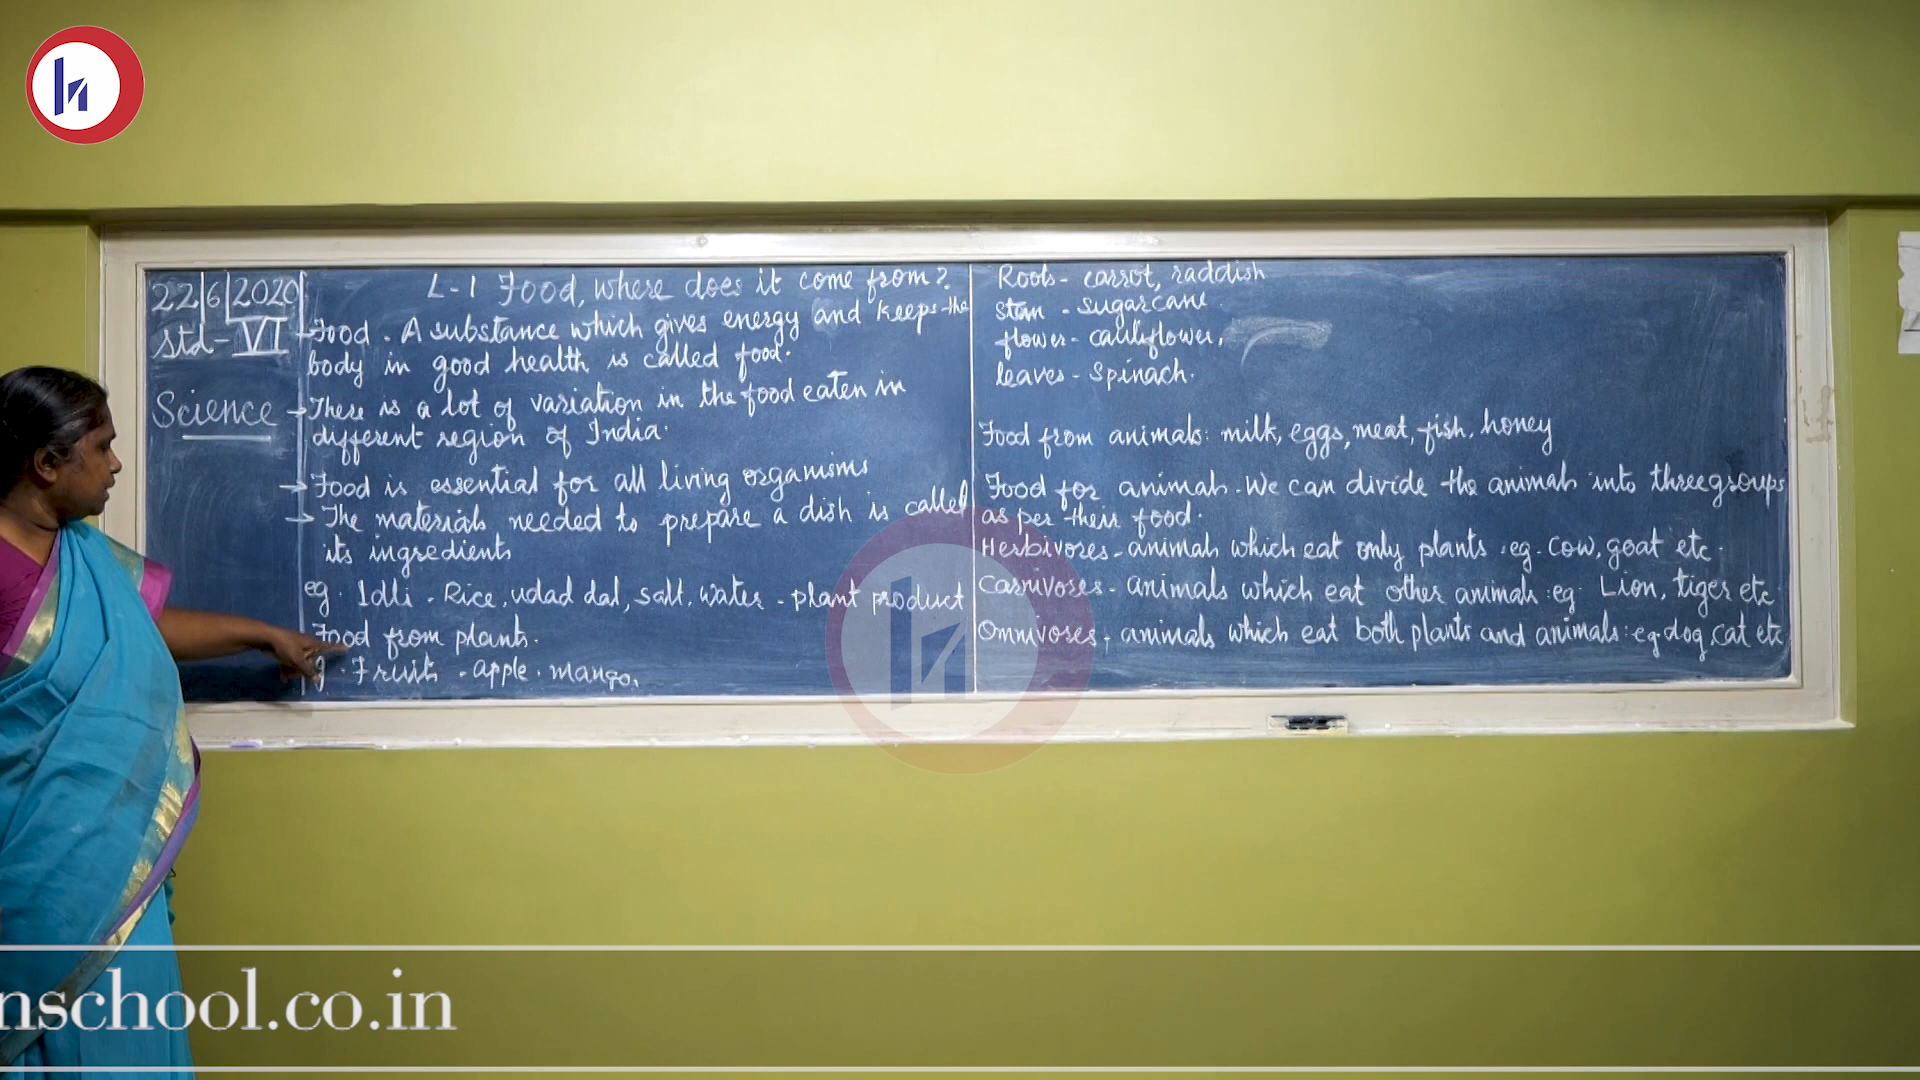 22/6/2020
Std - VI
Science
L-1 Food, where does it come from?
Food. A substance which gives energy and keeps the
body in good health is called food.
→ There is a lot of variation in the food eaten in
different region of India.
→ Food is essential for all living organisms
→ The materials needed to prepare a dish is called
its ingredients
eg. Idli - Rice, udad dal, salt, water - plant product
Food from plants.
g. Fruits - apple. mango.
Roots - carrot, raddish
stem - sugarcane.
flower - cauliflower,
leaves - spinach.
Food from animals: milk, eggs, meat, fish, honey
Food for animals. We can divide the animals into three groups
as per their food.
Herbivores - animals which eat only plants. eg. Cow, goat etc.
Carnivores - animals which eat other animals: eg: Lion, tiger etc
Omnivores - animals which eat both plants and animals: eg dog, cat etc
nschool.co.in